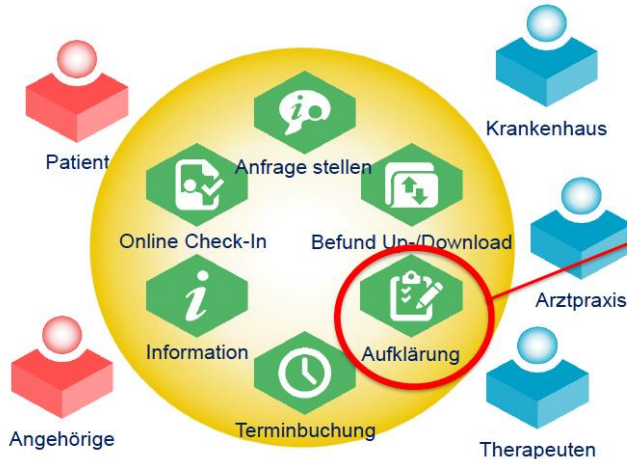 Patient
Krankenhaus
Anfrage stellen
Online Check-In
Befund Up-/Download
Arztpraxis
Information
Aufklärung
Terminbuchung
Angehörige
Therapeuten